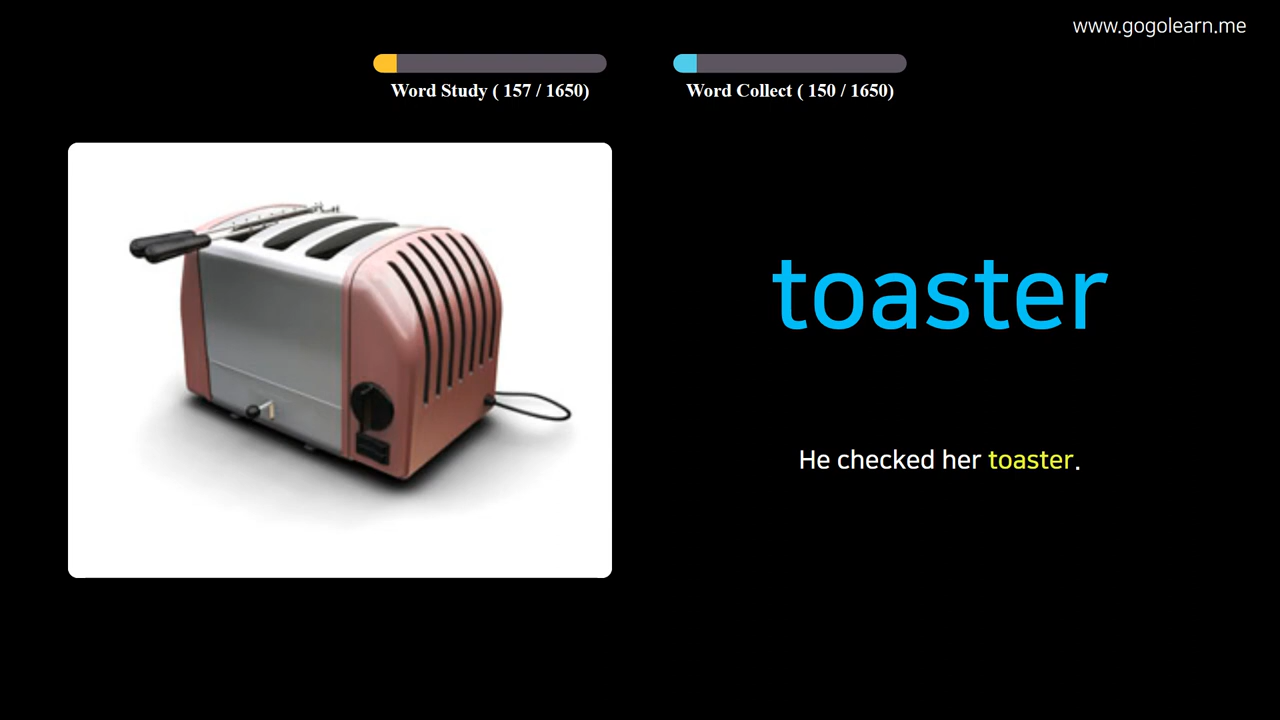 www.gogolearn.me
Word Study ( 157 / 1650)
Word Collect ( 150 / 1650)
toaster
He checked her toaster.